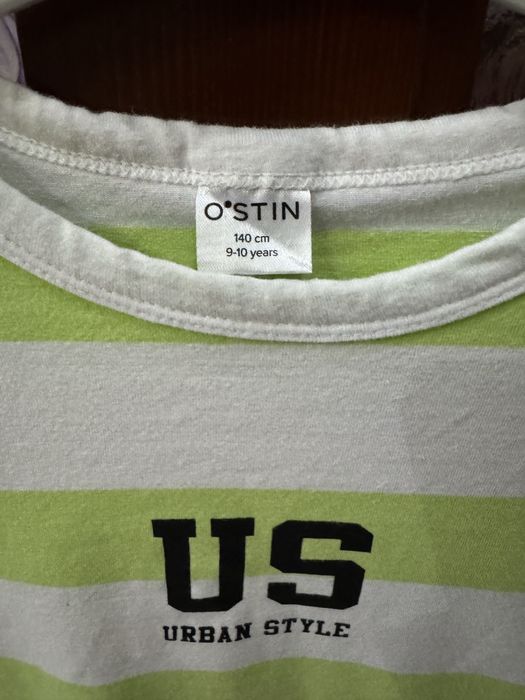 O'STIN
140 cm
9-10 years
US
URBAN STYLE